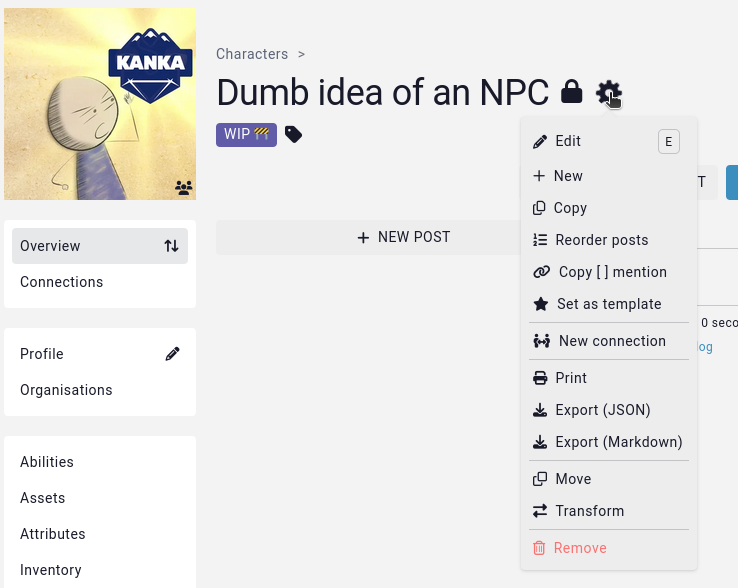 KANKA
Characters >
Dumb idea of an NPC
WIP 🚧
Edit E
New
Copy
Reorder posts
Copy [ ] mention
Set as template
New connection
Print
Export (JSON)
Export (Markdown)
Move
Transform
Remove
T
NEW POST
0 seco
log
Overview
Connections
Profile
Organisations
Abilities
Assets
Attributes
Inventory